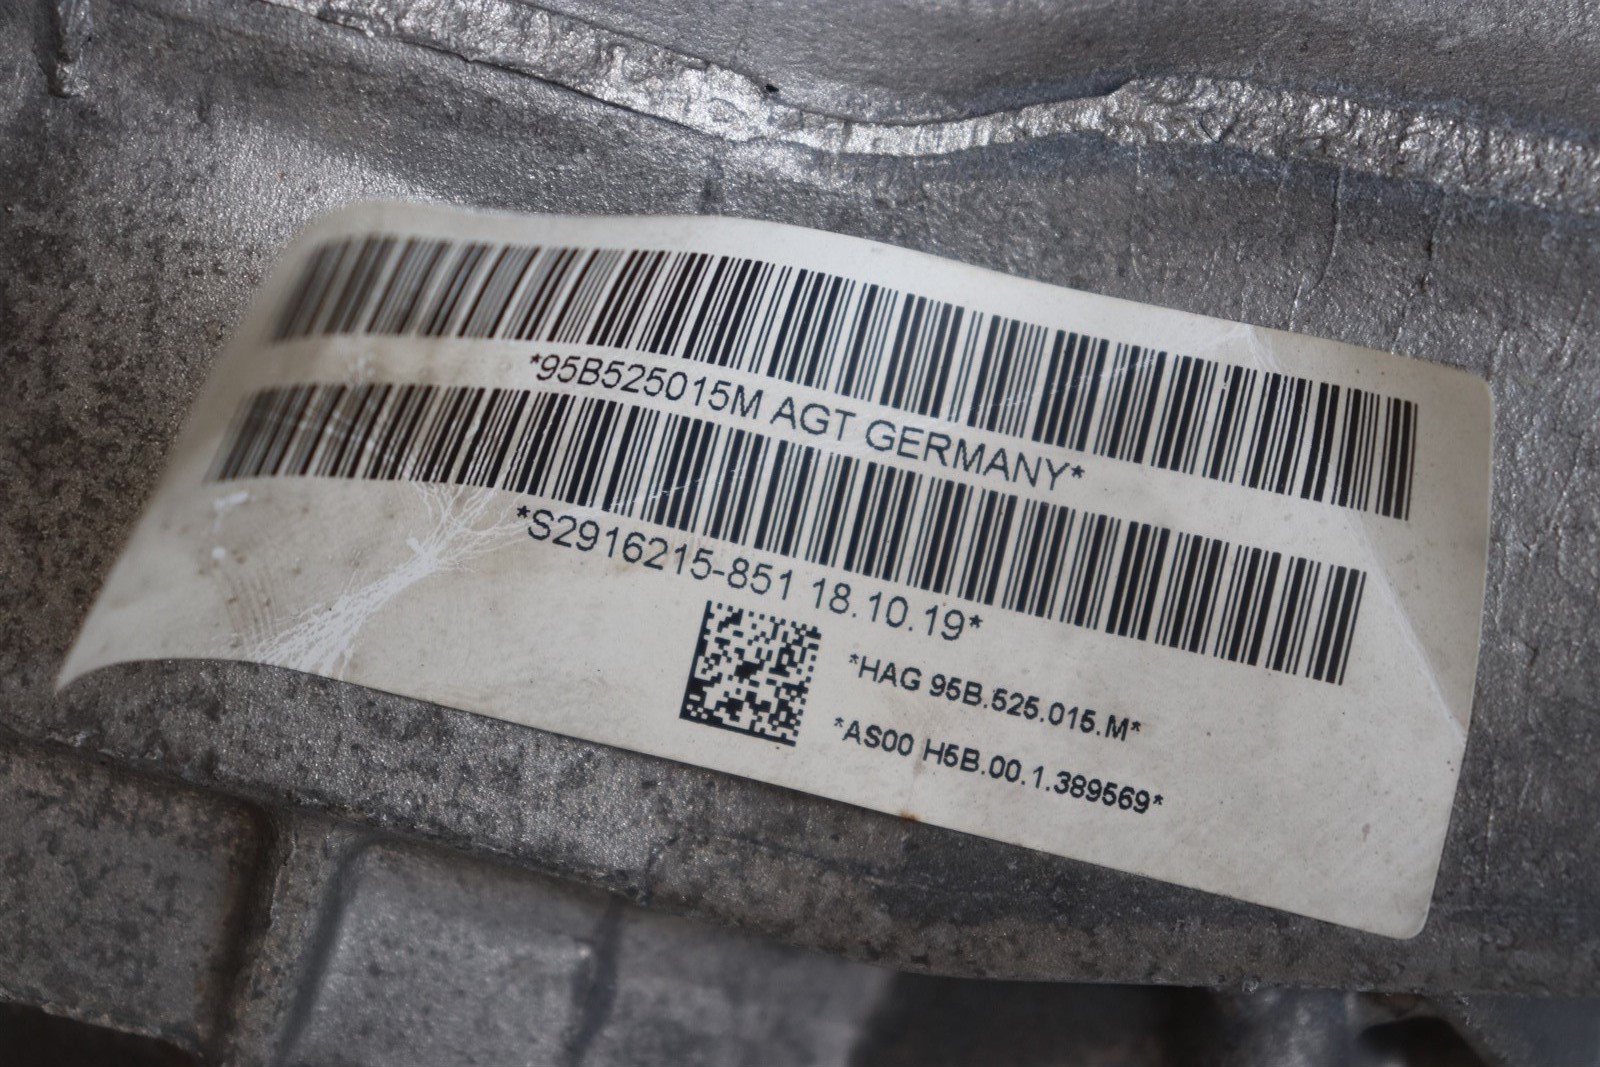 *95B525015M AGT GERMANY*
*S2916215-851 18.10.19*
*HAG 95B.525.015.M*
*AS00 H5B.00.1.389569*